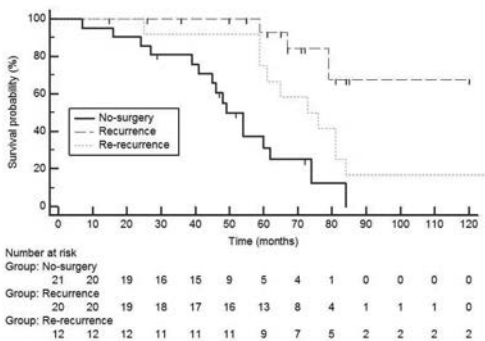 100
80
60
40
20
0
Survival probability (%)
No-surgery
Recurrence
Re-recurrence
0 10 20 30 40 50 60 70 80 90 100 110 120
Time (months)
Number at risk
Group: No-surgery
21 20 19 16 15 9 5 4 1 0 0 0 0
Group: Recurrence
20 20 19 18 17 16 13 8 4 1 1 1 0
Group: Re-recurrence
12 12 12 11 11 11 9 7 5 2 2 2 2